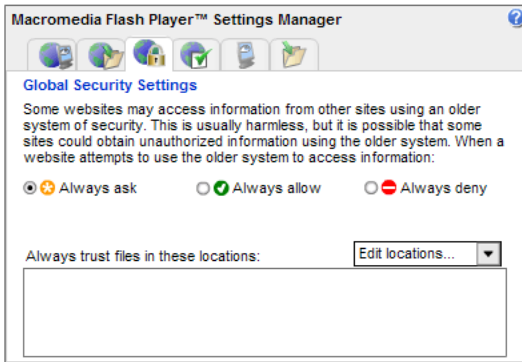 Macromedia Flash Player™ Settings Manager
?
Global Security Settings
Some websites may access information from other sites using an older
system of security. This is usually harmless, but it is possible that some
sites could obtain unauthorized information using the older system. When a
website attempts to use the older system to access information:
Always ask Always allow Always deny
Always trust files in these locations: Edit locations...